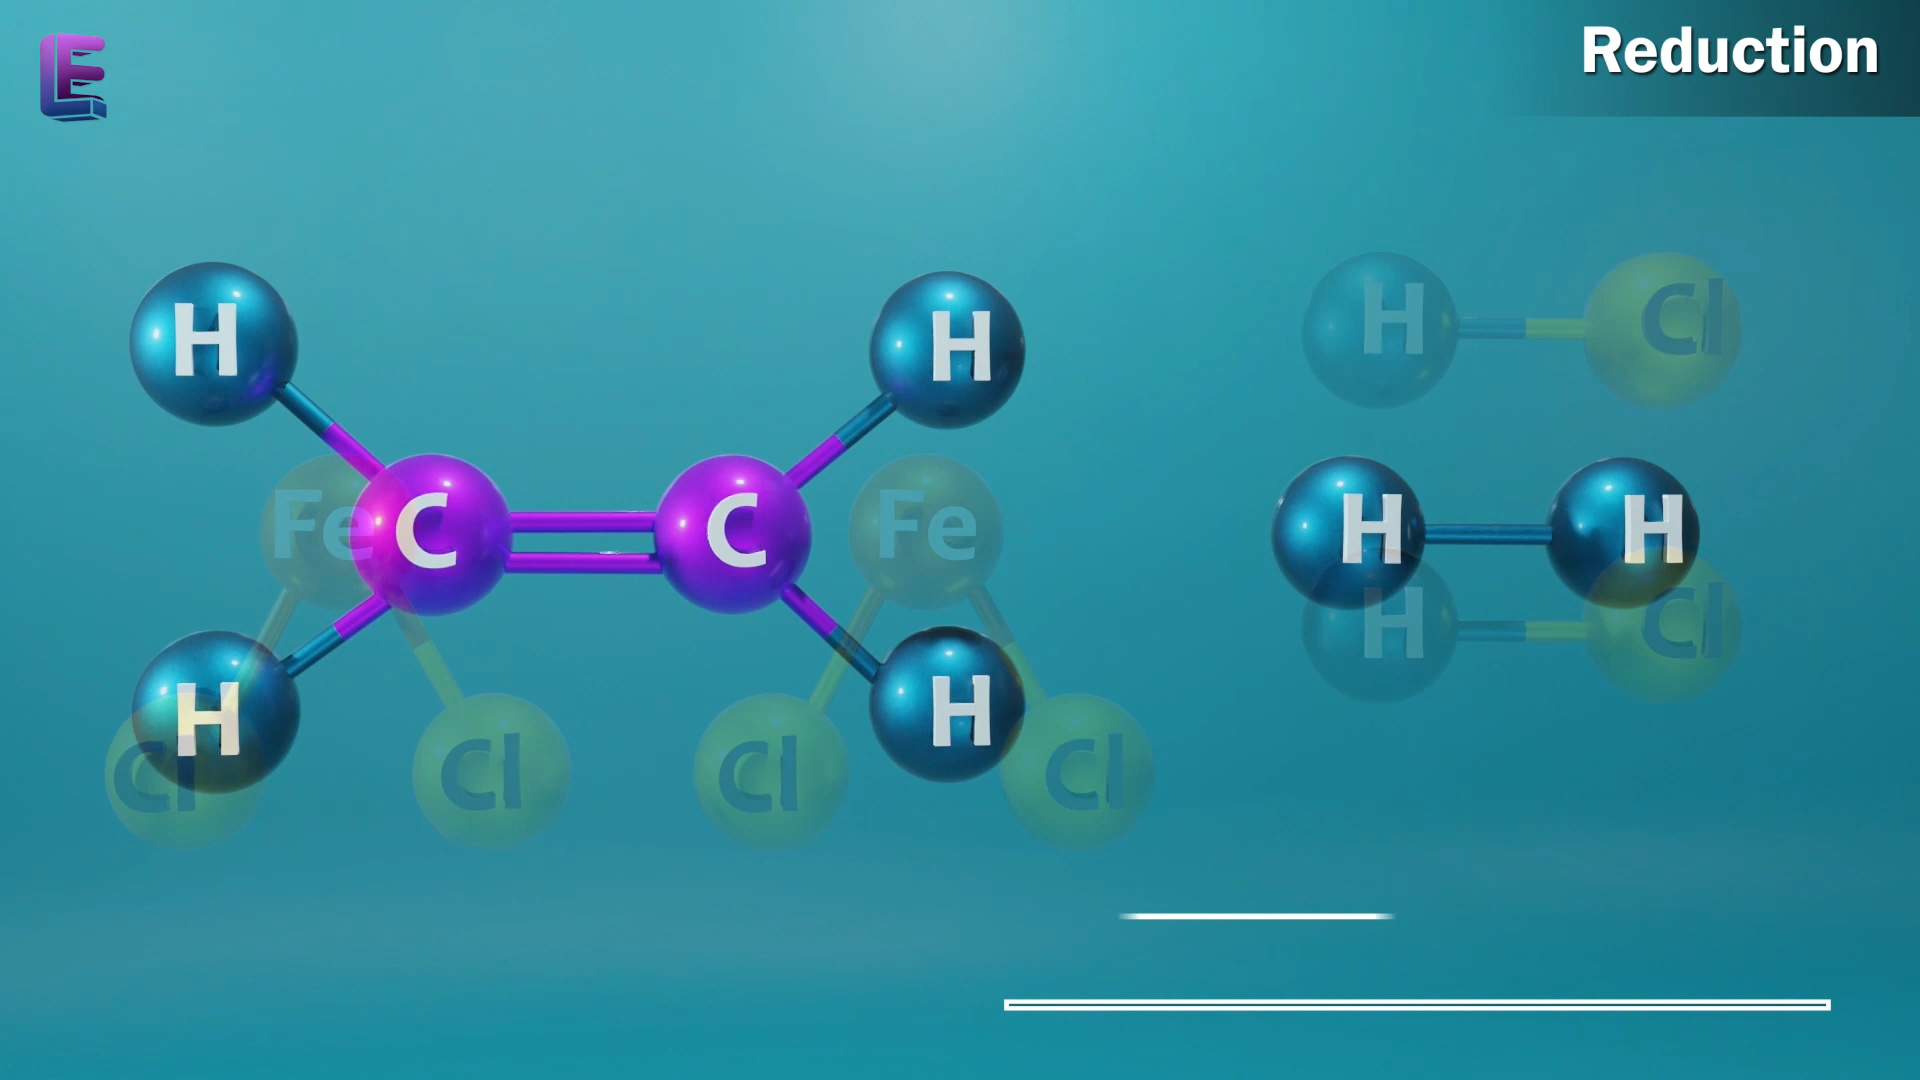 E
Reduction
H H H Cl
Fe C C Fe H H
H H H Cl
Cl Cl Cl Cl